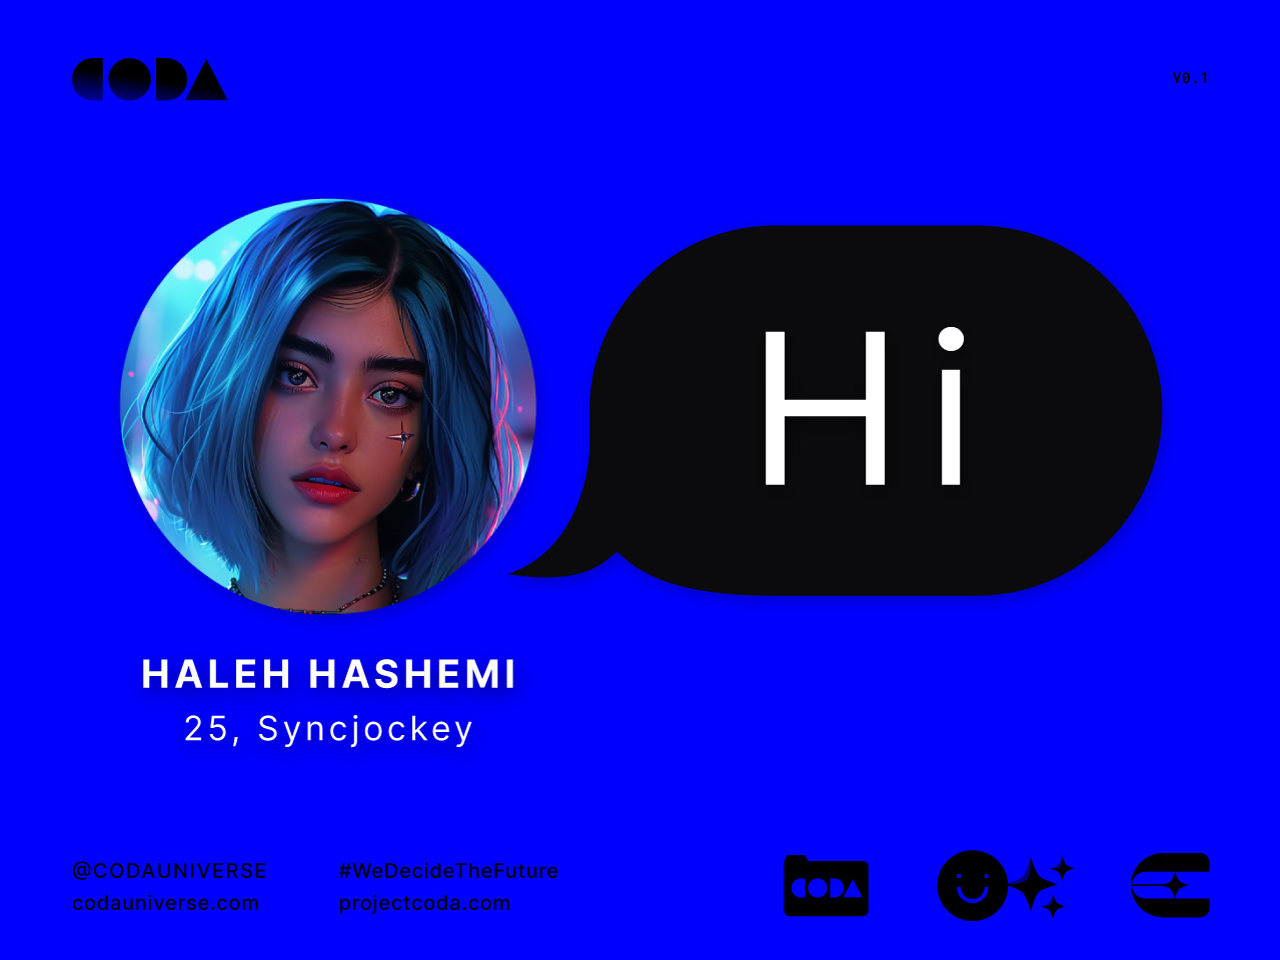 CODA
V0.1
Hi
HALEH HASHEMI
25, Syncjockey
@CODAUNIVERSE
codauniverse.com
#WeDecideTheFuture
projectcoda.com
CODA